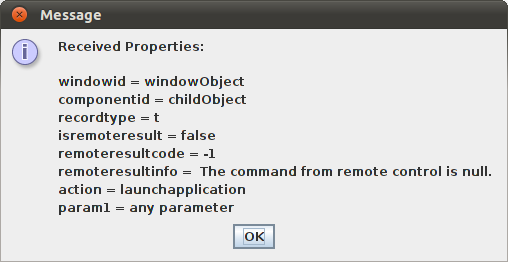 Message
Received Properties:
windowid = windowObject
componentid = childObject
recordtype = t
isremoteresult = false
remoteresultcode = -1
remoteresultinfo =  The command from remote control is null.
action = launchapplication
param1 = any parameter
OK